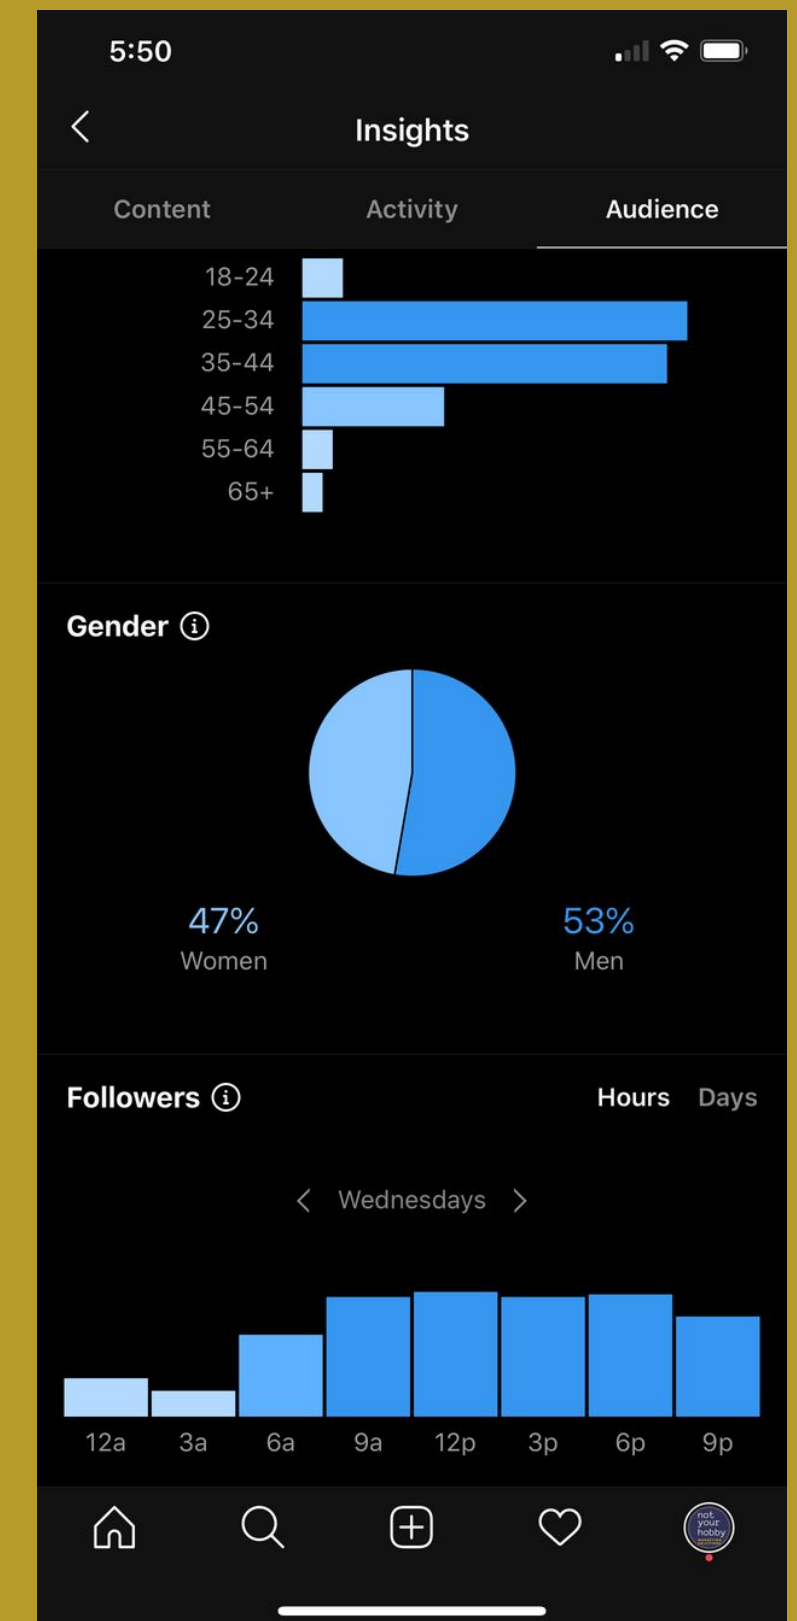 5:50
Insights
Content Activity Audience
18-24
25-34
35-44
45-54
55-64
65+
Gender
47% 53%
Women Men
Followers Hours Days
Wednesdays
12a 3a 6a 9a 12p 3p 6p 9p
not
your
hobby